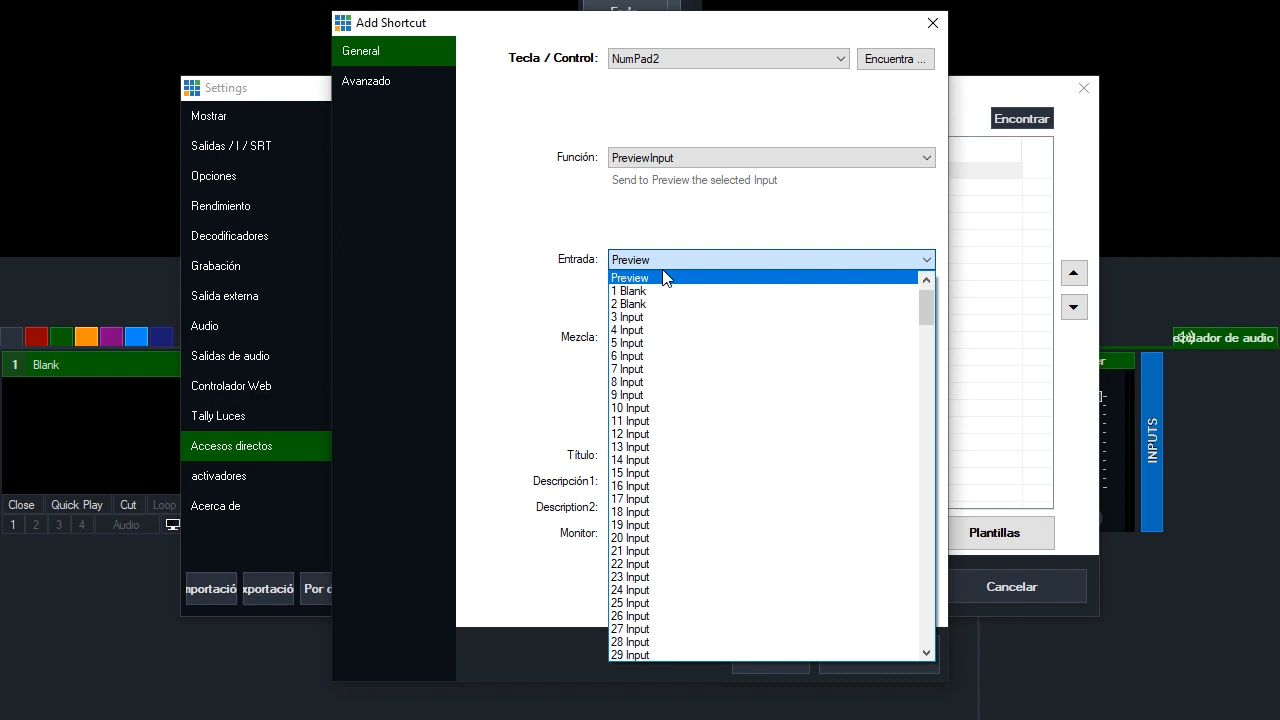 Add Shortcut
General
Avanzado
Tecla / Control:
NumPad2
Encuentra ...
Función:
PreviewInput
Send to Preview the selected Input
Entrada:
Preview
Preview
1 Blank
2 Blank
3 Input
4 Input
5 Input
6 Input
7 Input
8 Input
9 Input
10 Input
11 Input
12 Input
13 Input
14 Input
15 Input
16 Input
17 Input
18 Input
19 Input
20 Input
21 Input
22 Input
23 Input
24 Input
25 Input
26 Input
27 Input
28 Input
29 Input
Mezcla:
Título:
Descripción1:
Description2:
Monitor:
Settings
Mostrar
Salidas / I / SRT
Opciones
Rendimiento
Decodificadores
Grabación
Salida externa
Audio
Salidas de audio
Controlador Web
Tally Luces
Accesos directos
activadores
Acerca de
nportació
xportació
Por
Encontrar
Plantillas
Cancelar
1 Blank
Close Quick Play Cut Loop
1 2 3 4 Audio
lador de audio
INPUTS